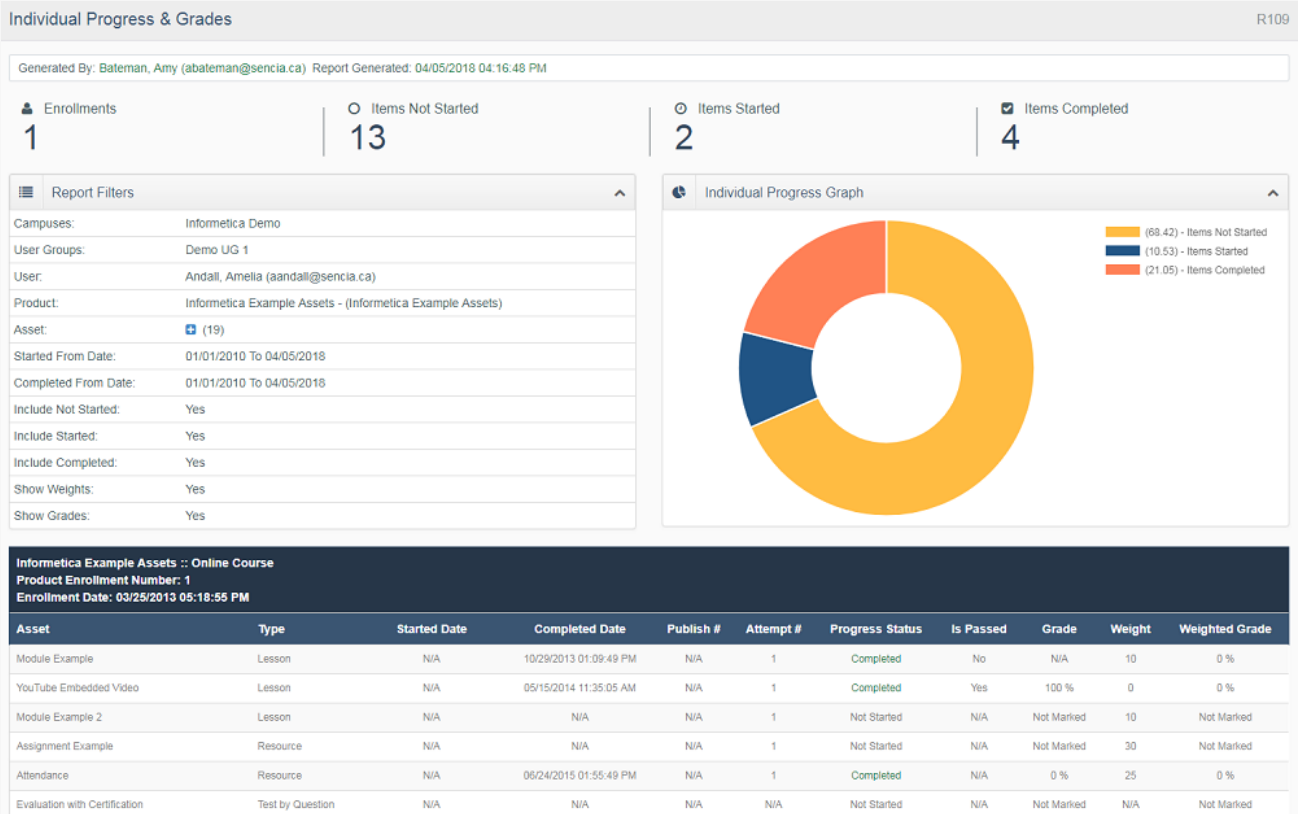 Individual Progress & Grades R109
Generated By: Bateman, Amy (abateman@sencia.ca) Report Generated: 04/05/2018 04:16:48 PM
Enrollments
1
Items Not Started
13
Items Started
2
Items Completed
4
Report Filters
Campuses: Informetica Demo
User Groups: Demo UG 1
User: Andall, Amelia (aandall@sencia.ca)
Product: Informetica Example Assets - (Informetica Example Assets)
Asset: (19)
Started From Date: 01/01/2010 To 04/05/2018
Completed From Date: 01/01/2010 To 04/05/2018
Include Not Started: Yes
Include Started: Yes
Include Completed: Yes
Show Weights: Yes
Show Grades: Yes
Individual Progress Graph
(68.42) - Items Not Started
(10.53) - Items Started
(21.05) - Items Completed
Informetica Example Assets :: Online Course
Product Enrollment Number: 1
Enrollment Date: 03/25/2013 05:18:55 PM
Asset Type Started Date Completed Date Publish # Attempt # Progress Status Is Passed Grade Weight Weighted Grade
Module Example Lesson N/A 10/29/2013 01:09:49 PM N/A 1 Completed No N/A 10 0 %
YouTube Embedded Video Lesson N/A 05/15/2014 11:35:05 AM N/A 1 Completed Yes 100 % 0 0 %
Module Example 2 Lesson N/A N/A N/A 1 Not Started N/A Not Marked 10 Not Marked
Assignment Example Resource N/A N/A N/A 1 Not Started N/A Not Marked 30 Not Marked
Attendance Resource N/A 06/24/2015 01:55:49 PM N/A 1 Completed N/A 0 % 25 0 %
Evaluation with Certification Test by Question N/A N/A N/A N/A Not Started N/A Not Marked N/A Not Marked